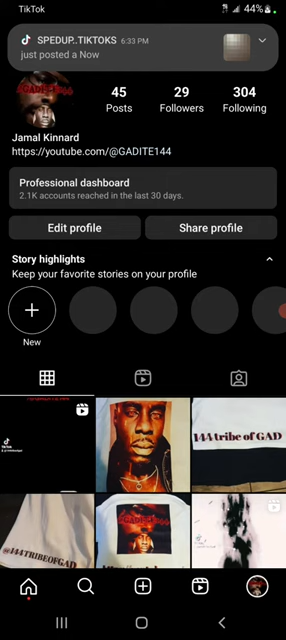 TikTok
44%
SPEDUP..TIKTOKS 6:33 PM
just posted a Now
GADITE144
45
Posts
29
Followers
304
Following
Jamal Kinnard
https://youtube.com/@GADITE144
Professional dashboard
2.1K accounts reached in the last 30 days.
Edit profile
Share profile
Story highlights
Keep your favorite stories on your profile
New
TikTok
144 tribe of GAD
@144TRIBEOFGAD